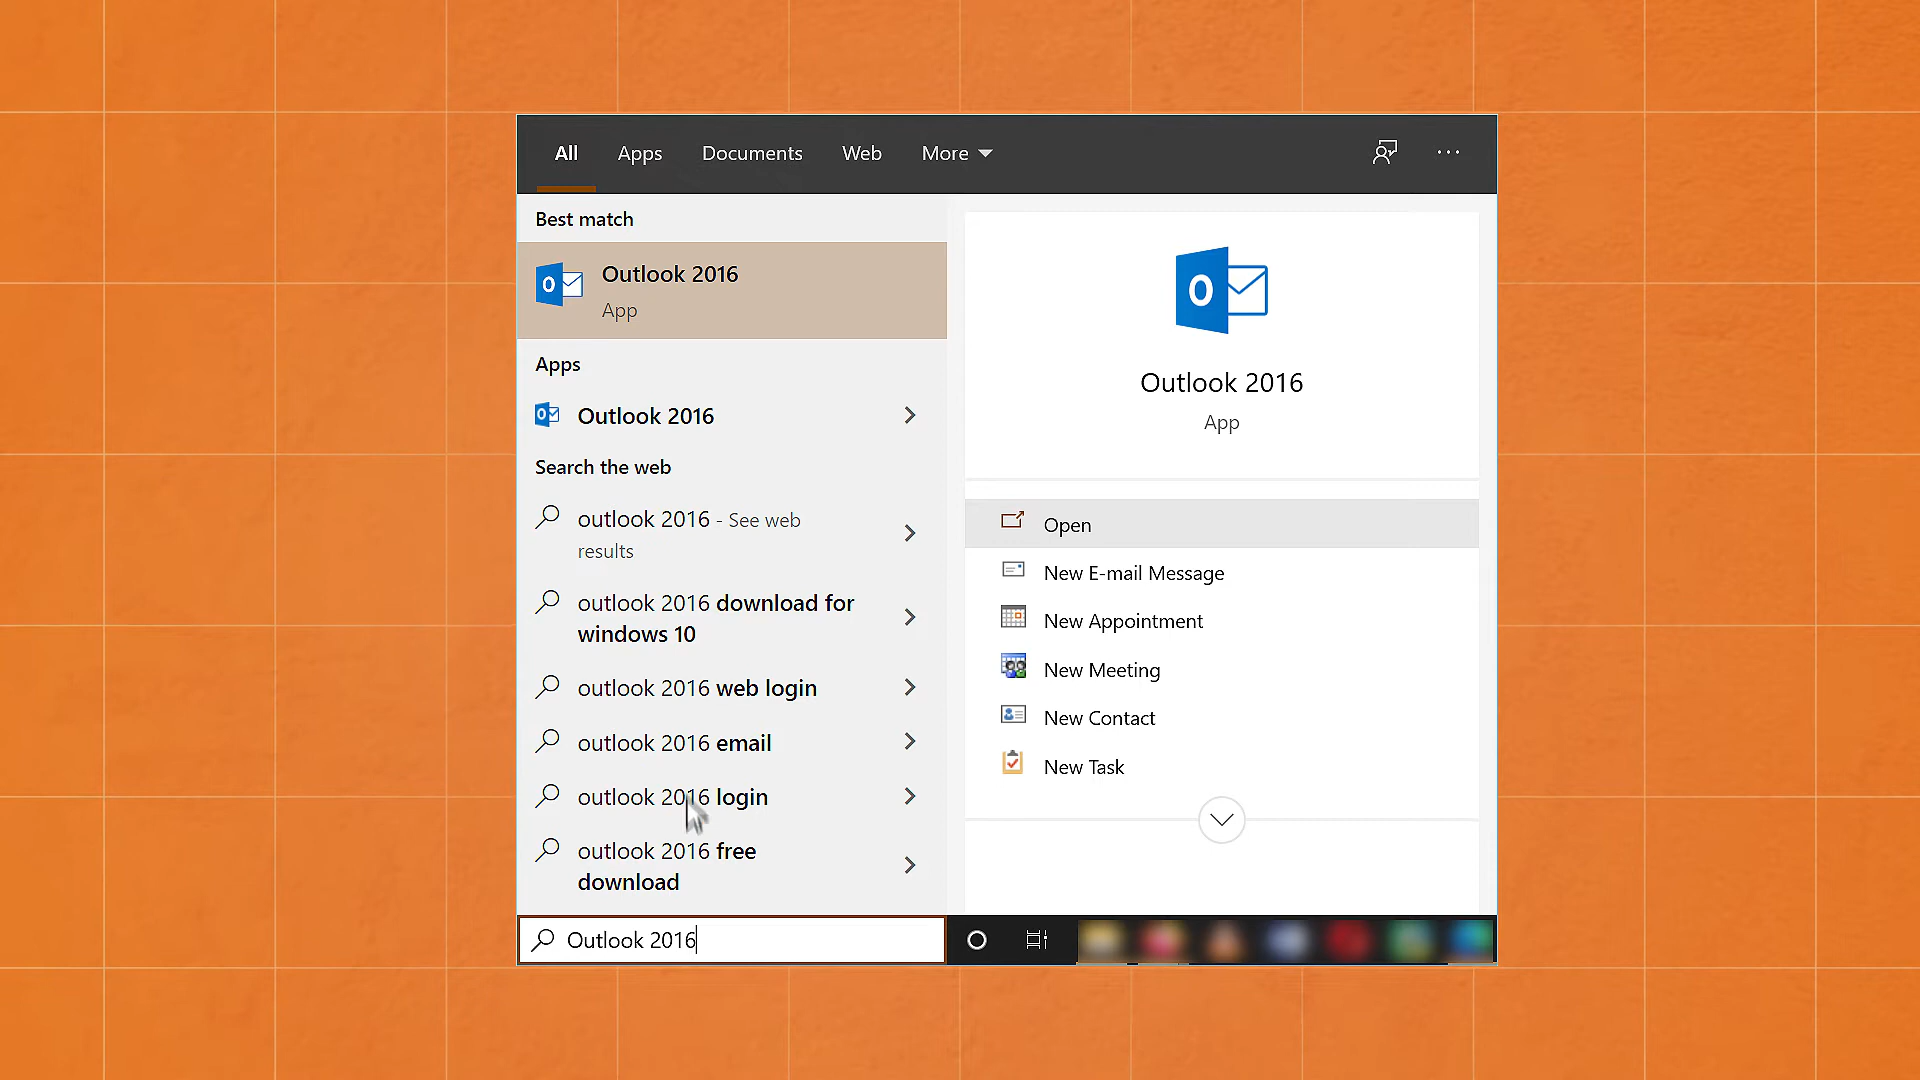 All Apps Documents Web More
Best match
Outlook 2016
App
Apps
Outlook 2016
Search the web
outlook 2016 - See web
results
outlook 2016 download for
windows 10
outlook 2016 web login
outlook 2016 email
outlook 2016 login
outlook 2016 free
download
Outlook 2016
Outlook 2016
App
Open
New E-mail Message
New Appointment
New Meeting
New Contact
New Task